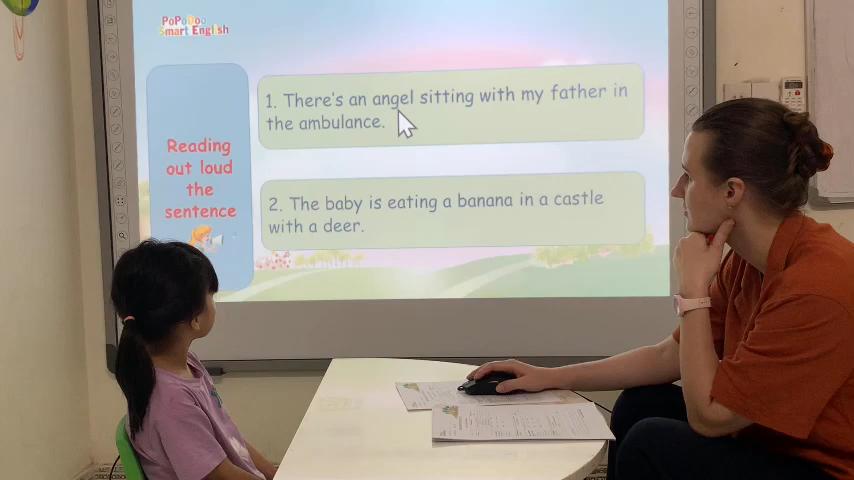 PoPoDoo
Smart English
Reading
out loud
the
sentence
1. There's an angel sitting with my father in
the ambulance.
2. The baby is eating a banana in a castle
with a deer.